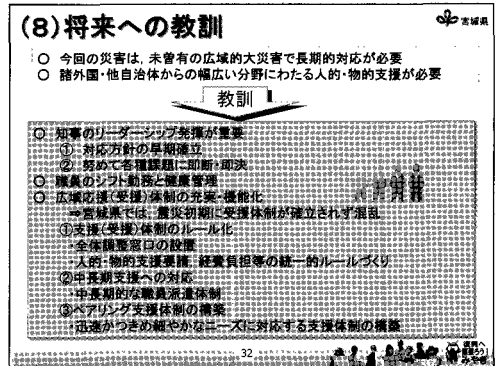 (8)将来への教訓
宮城県
○ 今回の災害は,未曽有の広域的大災害で長期的対応が必要
○ 諸外国・他自治体からの幅広い分野にわたる人的・物的支援が必要
教訓
○ 知事のリーダーシップ発揮が重要
① 対応方針の早期確立
② 努めて各種課題に即断・即決
○ 職員のシフト勤務と健康管理
○ 広域応援(受援)体制の充実・機能化
⇒宮城県では,震災初期に受援体制が確立されず混乱
①支援(受援)体制のルール化
・全体調整窓口の設置
・人的・物的支援要請,経費負担等の統一的ルールづくり
②中長期支援への対応
・中長期的な職員派遣体制
③ペアリング支援体制の構築
・迅速かつきめ細やかなニーズに対応する支援体制の構築
32
復興へ
頑張ろう!
みやぎ